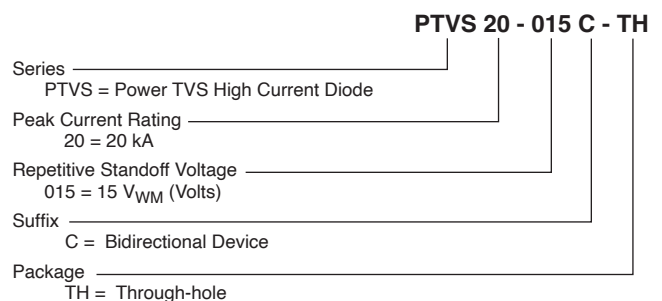 PTVS 20 - 015 C - TH
Series
PTVS = Power TVS High Current Diode
Peak Current Rating
20 = 20 kA
Repetitive Standoff Voltage
015 = 15 VWM (Volts)
Suffix
C = Bidirectional Device
Package
TH = Through-hole